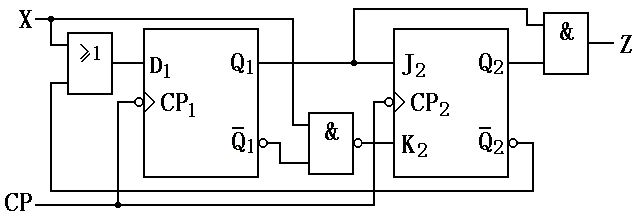 X
≥1
D₁
Q₁
CP₁
Q̅₁
&
J₂
Q₂
CP₂
K₂
Q̅₂
&
Z
CP